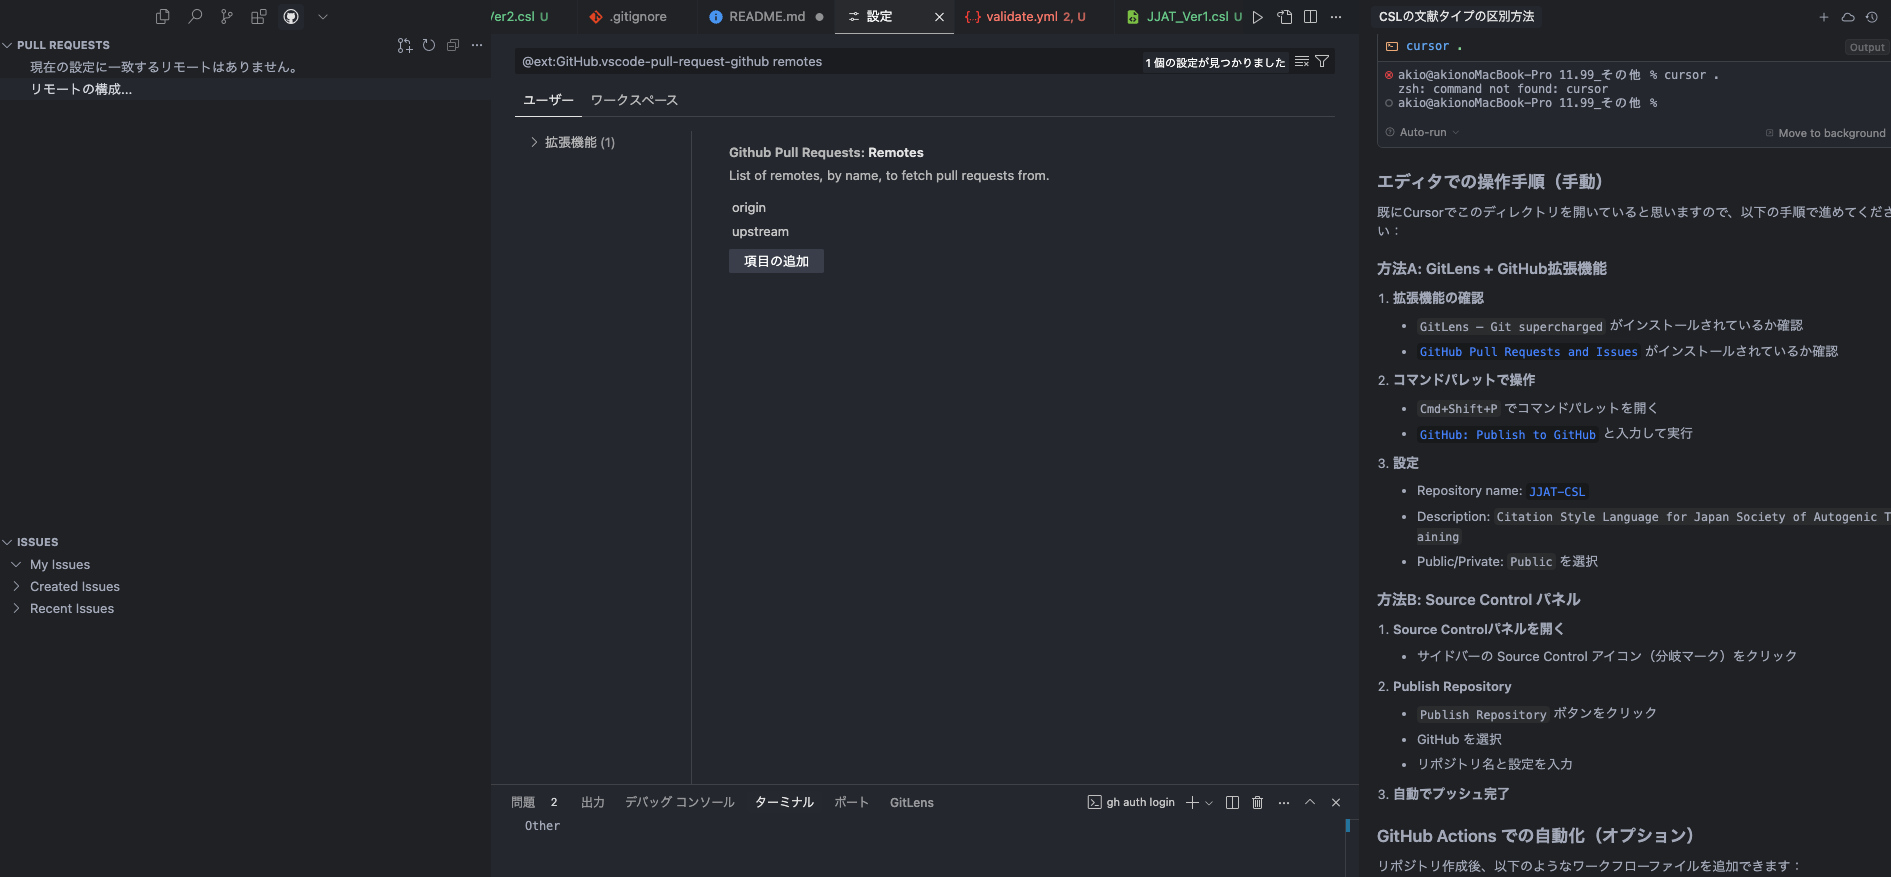 PULL REQUESTS
現在の設定に一致するリモートはありません。
リモートの構成...
ISSUES
My Issues
Created Issues
Recent Issues
Ver2.csl U
.gitignore
README.md
設定
validate.yml 2, U
JJAT_Ver1.csl U
@ext:GitHub.vscode-pull-request-github remotes
1 個の設定が見つかりました
ユーザー ワークスペース
拡張機能 (1)
Github Pull Requests: Remotes
List of remotes, by name, to fetch pull requests from.
origin
upstream
項目の追加
問題 2 出力 デバッグ コンソール ターミナル ポート GitLens
gh auth login
Other
CSLの文献タイプの区別方法
cursor .
Output
akio@akionoMacBook-Pro 11.99_その他 % cursor .
zsh: command not found: cursor
akio@akionoMacBook-Pro 11.99_その他 %
Auto-run
Move to background
エディタでの操作手順（手動）
既にCursorでこのディレクトリを開いていると思いますので、以下の手順で進めてくださ
い：
方法A: GitLens + GitHub拡張機能
1. 拡張機能の確認
• GitLens — Git supercharged がインストールされているか確認
• GitHub Pull Requests and Issues がインストールされているか確認
2. コマンドパレットで操作
• Cmd+Shift+P でコマンドパレットを開く
• GitHub: Publish to GitHub と入力して実行
3. 設定
• Repository name: JJAT-CSL
• Description: Citation Style Language for Japan Society of Autogenic T
aining
• Public/Private: Public を選択
方法B: Source Control パネル
1. Source Controlパネルを開く
• サイドバーの Source Control アイコン（分岐マーク）をクリック
2. Publish Repository
• Publish Repository ボタンをクリック
• GitHub を選択
• リポジトリ名と設定を入力
3. 自動でプッシュ完了
GitHub Actions での自動化（オプション）
リポジトリ作成後、以下のようなワークフローファイルを追加できます：